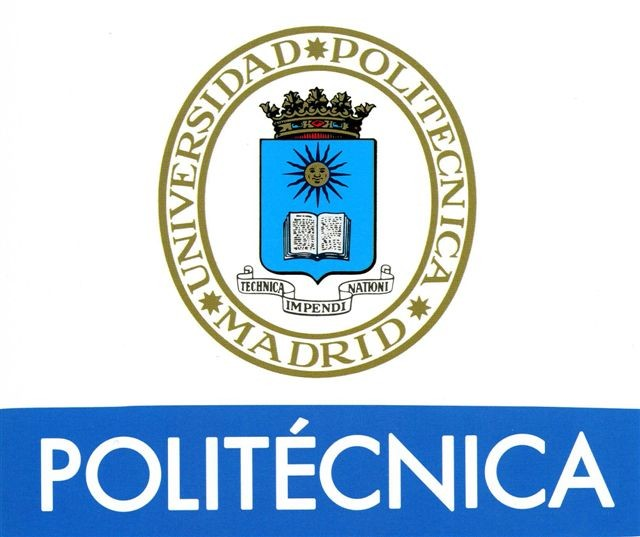 UNIVERSIDAD POLITECNICA
MADRID
TECHNICA IMPENDI NATIONI
POLITÉCNICA